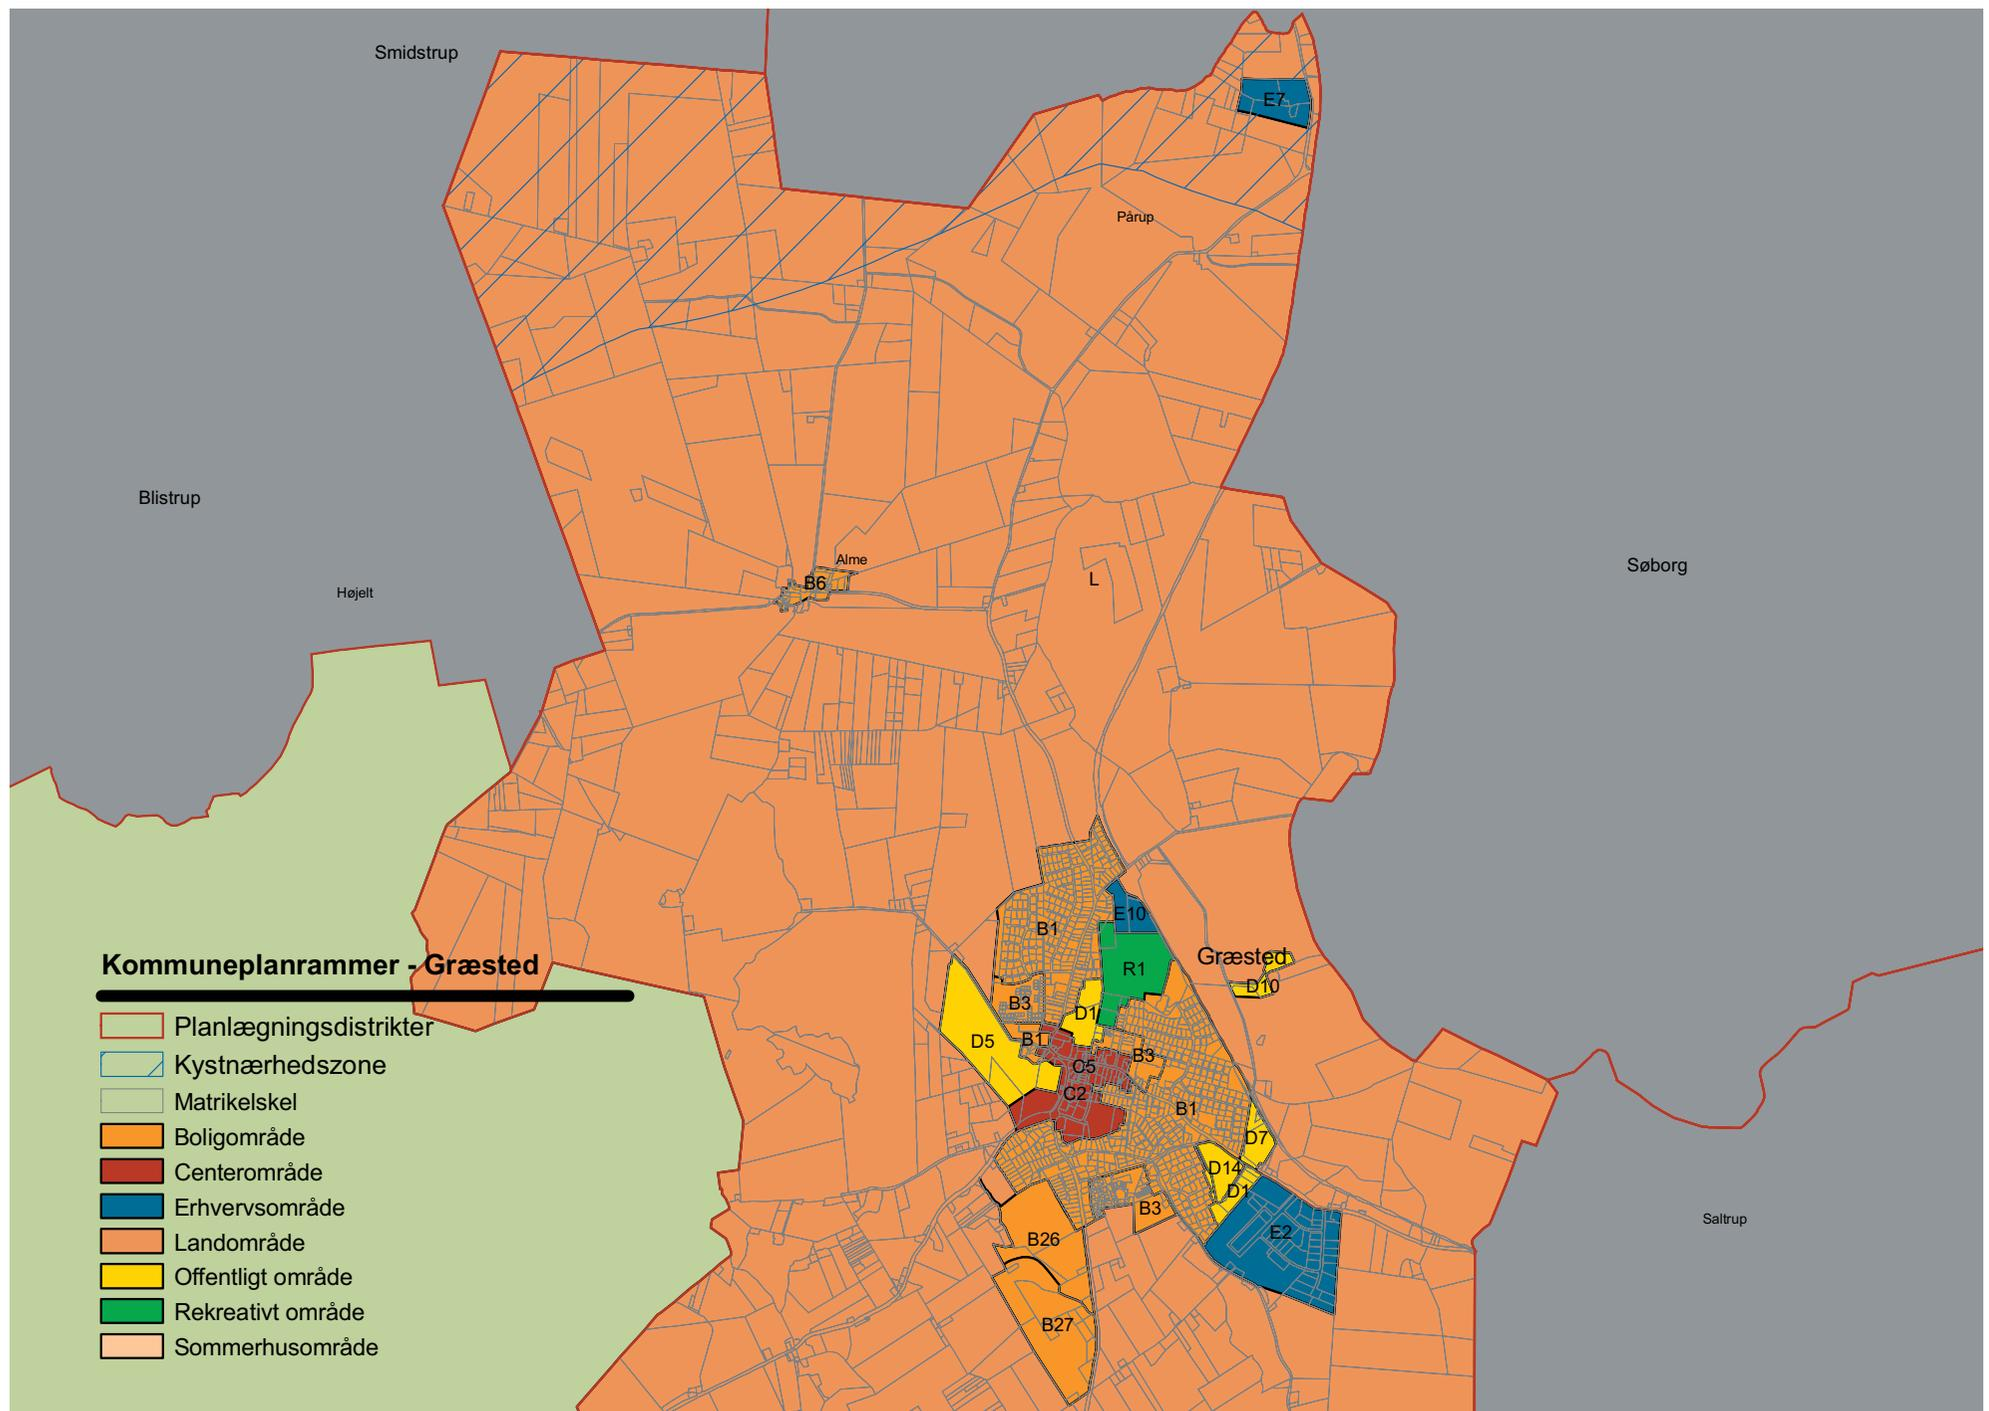 Smidstrup
E7
Pårup
Blistrup
Alme
B6
L
Søborg
Højelt
E10
B1
Græsted
R1
D10
B3
D1
B1
D5
B3
C5
C2
B1
D7
D14
D1
B3
Saltrup
E2
B26
B27
Kommuneplanrammer - Græsted
Planlægningsdistrikter
Kystnærhedszone
Matrikelskel
Boligområde
Centerområde
Erhvervsområde
Landområde
Offentligt område
Rekreativt område
Sommerhusområde